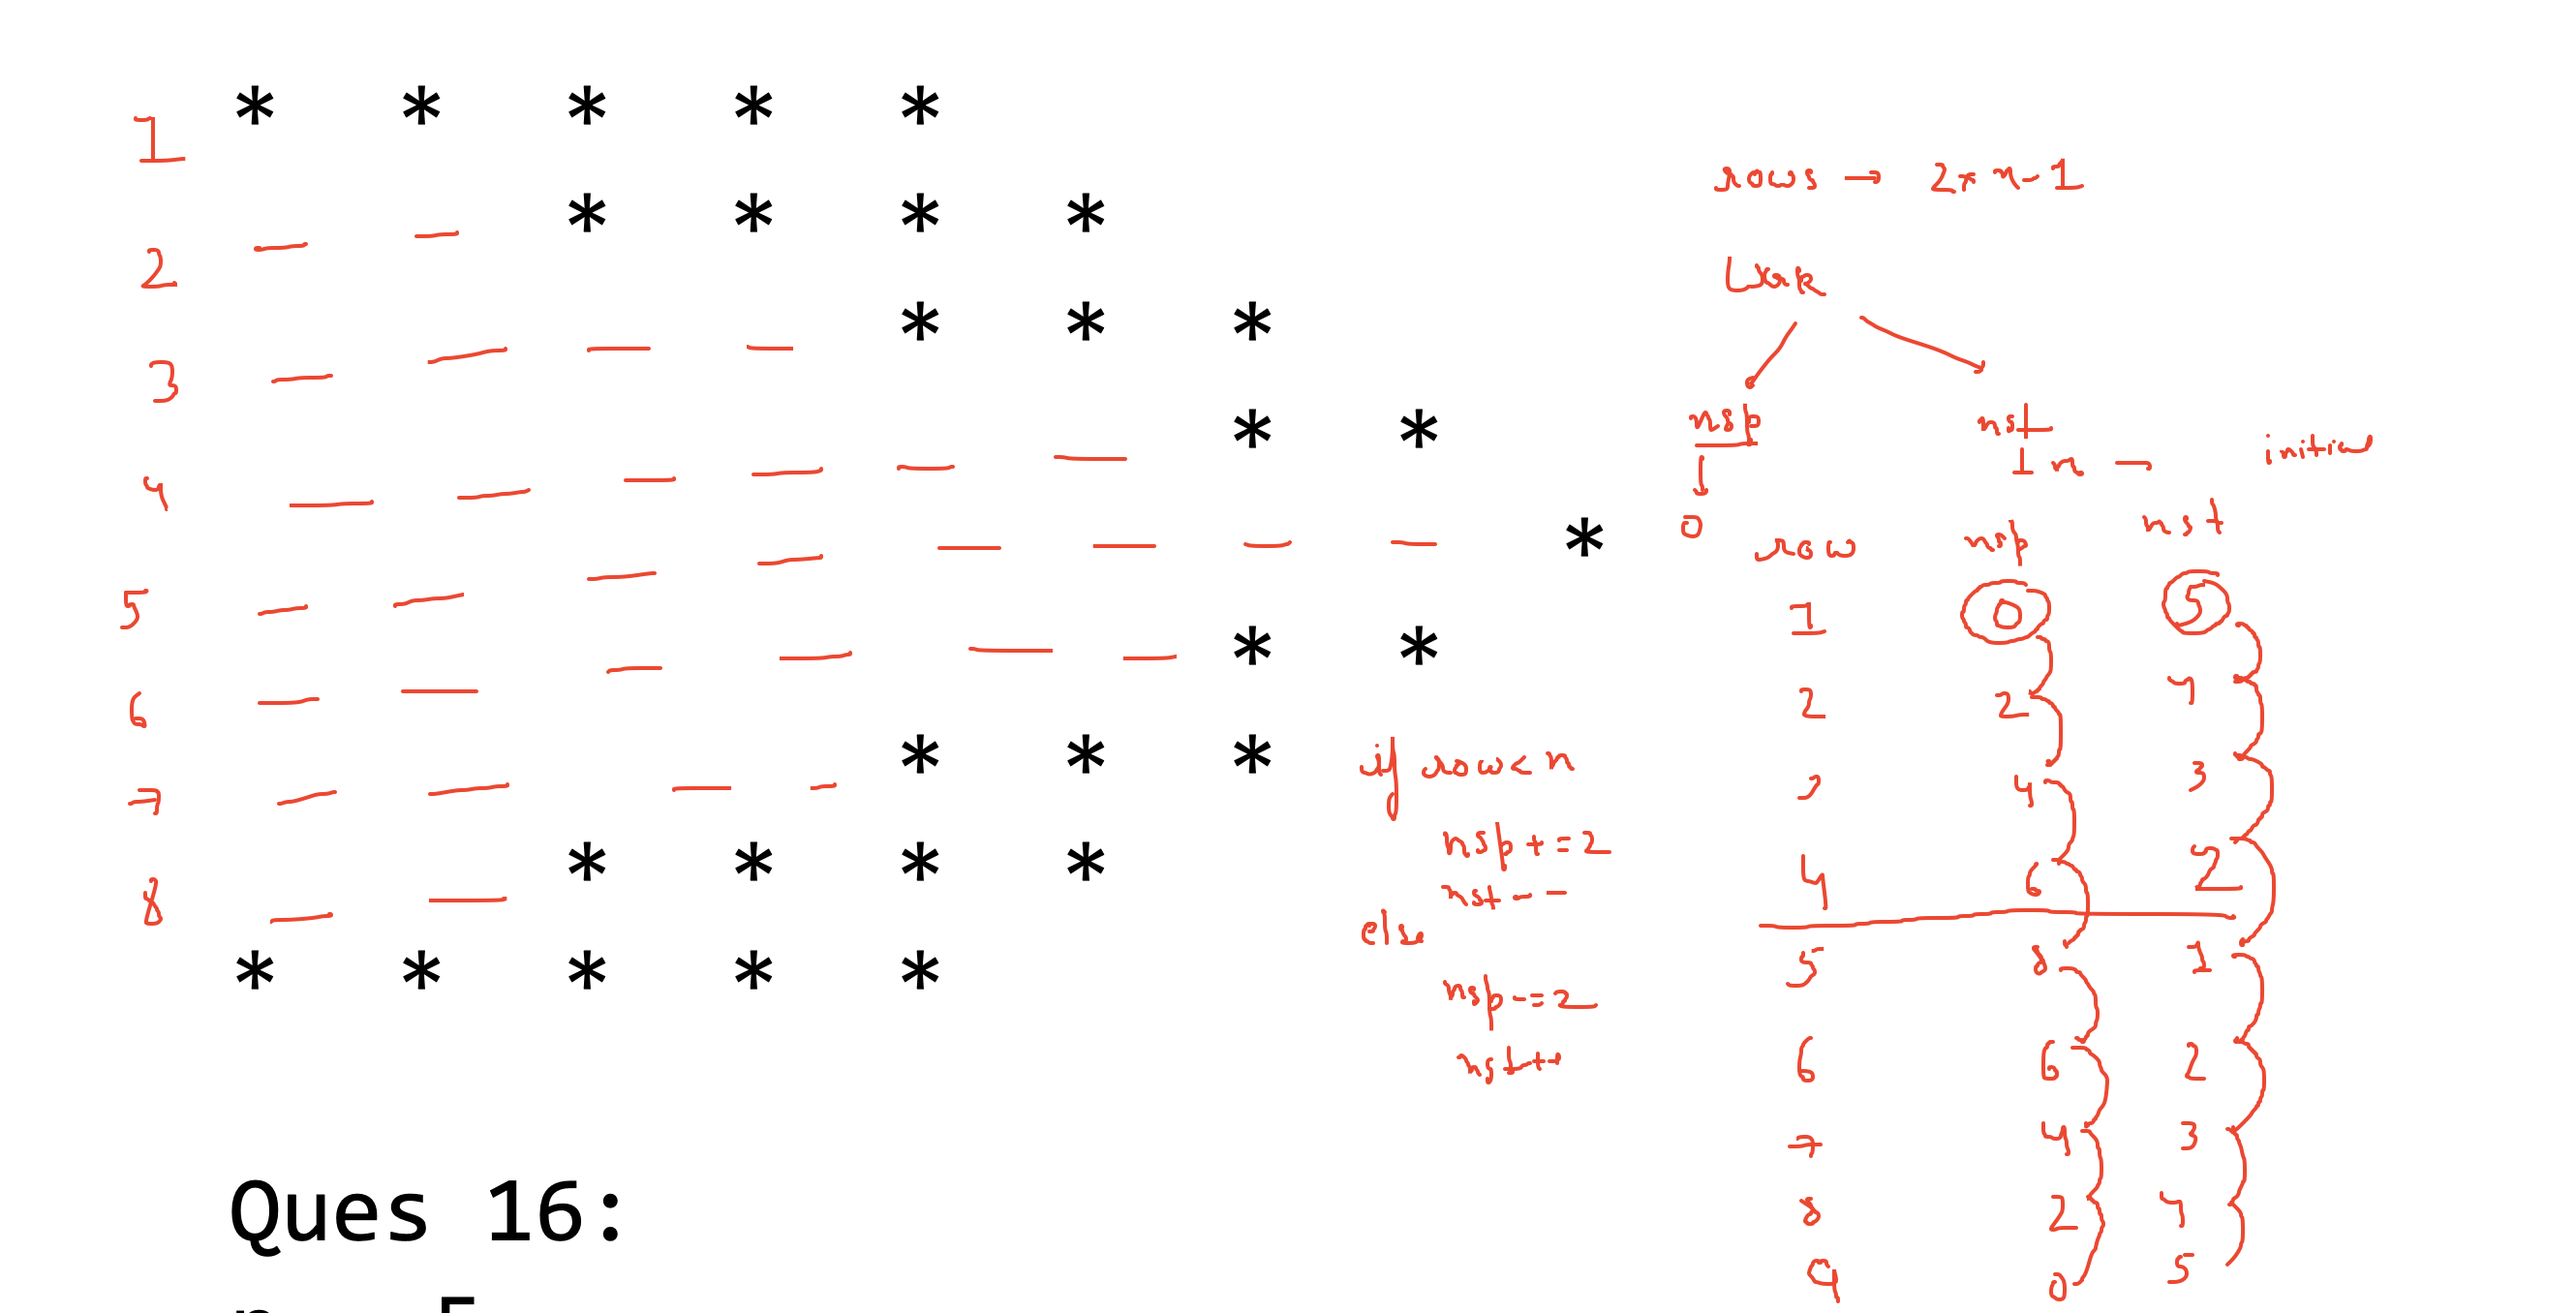 1 * * * * *
2 — — * * * *
3 — — — — * * *
4 — — — — — — * *
5 — — — — — — — — *
6 — — — — — — * *
7 — — — — * * *
8 — — * * * *
* * * * *
Ques 16:
rows → 2*n-1
Work
nsp nst
0 n → initial
row nsp nst
1 0 5
2 2 4
3 4 3
4 6 2
5 8 1
6 6 2
7 4 3
8 2 4
9 0 5
if row<n
nsp+=2
nst--
else
nsp-=2
nst++